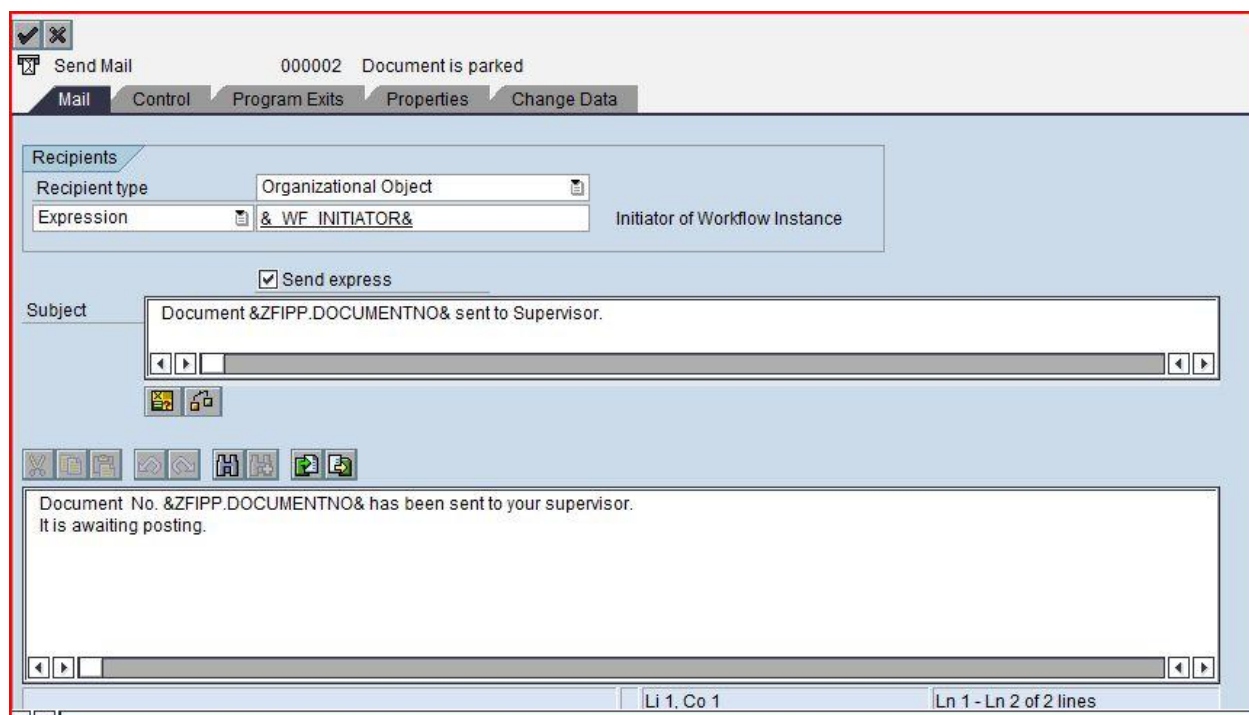 Send Mail 000002 Document is parked
Mail Control Program Exits Properties Change Data
Recipients
Recipient type Organizational Object
Expression &_WF_INITIATOR& Initiator of Workflow Instance
Send express
Subject Document &ZFIPP.DOCUMENTNO& sent to Supervisor.
Document No. &ZFIPP.DOCUMENTNO& has been sent to your supervisor.
It is awaiting posting.
Li 1, Co 1 Ln 1 - Ln 2 of 2 lines